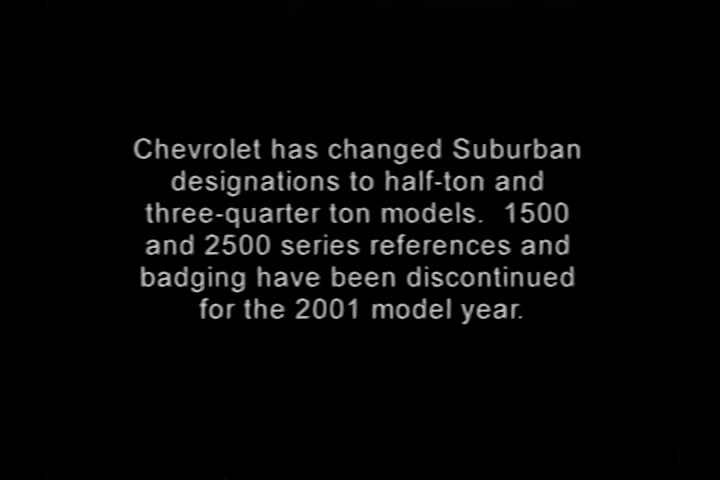 Chevrolet has changed Suburban
designations to half-ton and
three-quarter ton models.  1500
and 2500 series references and
badging have been discontinued
for the 2001 model year.